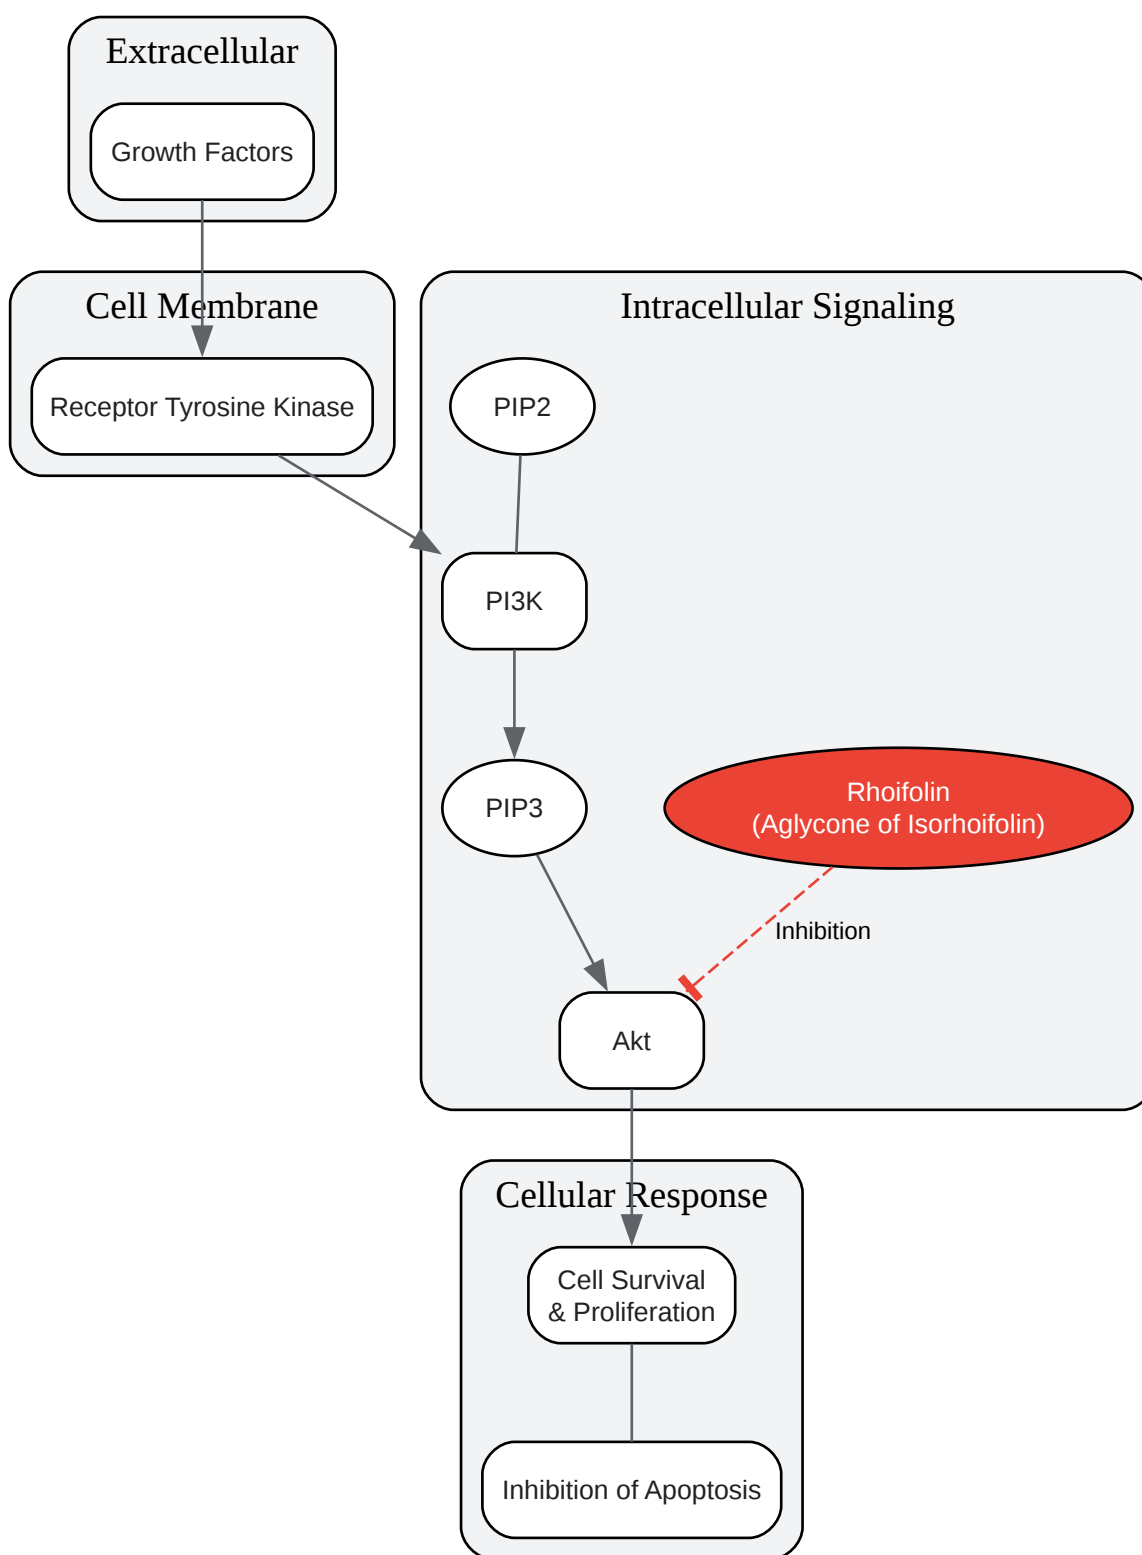 Extracellular
Growth Factors
Cell Membrane
Receptor Tyrosine Kinase
Intracellular Signaling
PIP2
PI3K
PIP3
Rhoifolin
(Aglycone of Isorhoifolin)
Inhibition
Akt
Cellular Response
Cell Survival
& Proliferation
Inhibition of Apoptosis